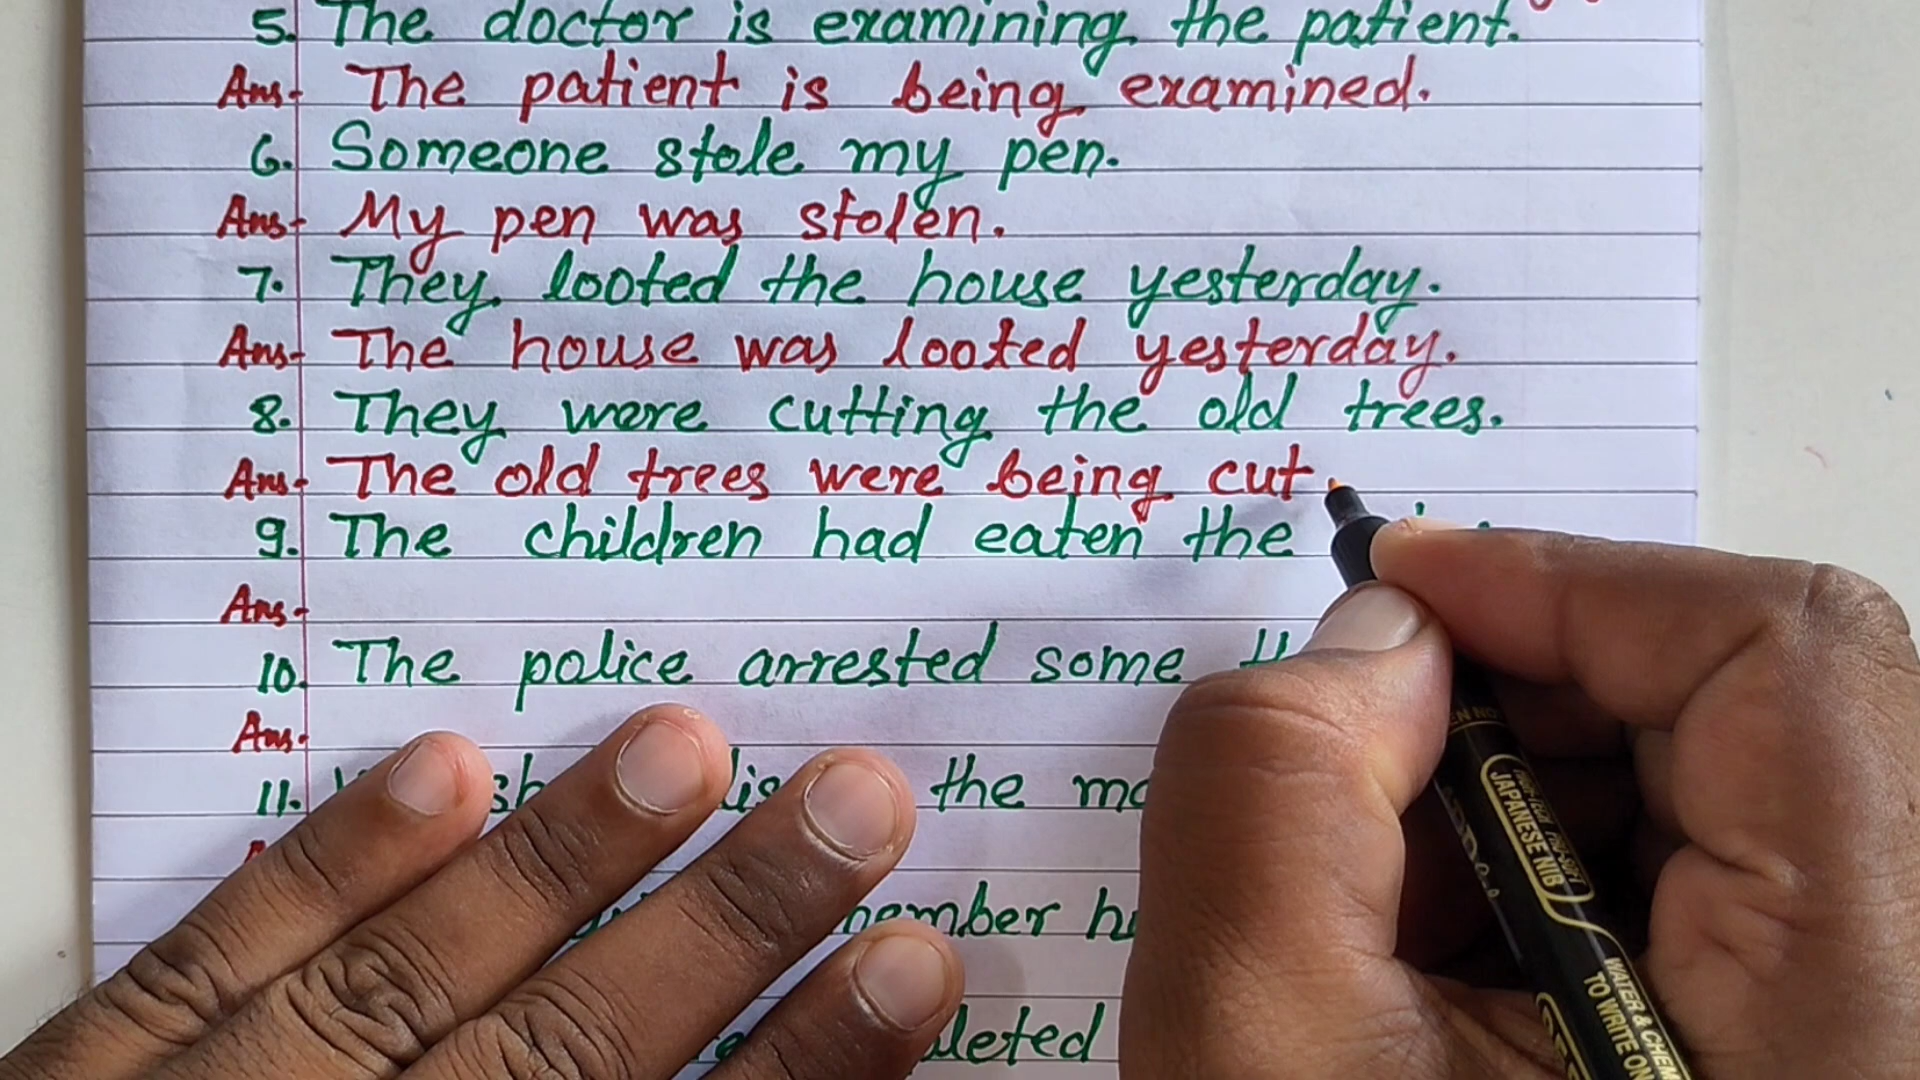 5. The doctor is examining the patient.
Ans- The patient is being examined.
6. Someone stole my pen.
Ans- My pen was stolen.
7. They looted the house yesterday.
Ans- The house was looted yesterday.
8. They were cutting the old trees.
Ans- The old trees were being cut.
9. The children had eaten the
Ans-
10. The police arrested some
Ans-
11. the
JAPANESE NIB
WATER &
TO WRITE ON